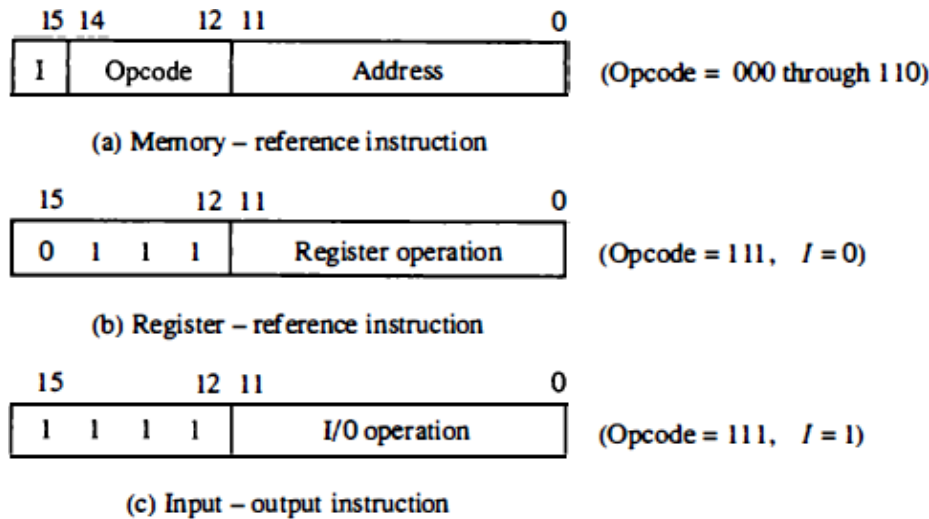 15 14 12 11 0
I Opcode Address (Opcode = 000 through 110)
(a) Memory – reference instruction
15 12 11 0
0 1 1 1 Register operation (Opcode = 111, I = 0)
(b) Register – reference instruction
15 12 11 0
1 1 1 1 I/0 operation (Opcode = 111, I = 1)
(c) Input – output instruction